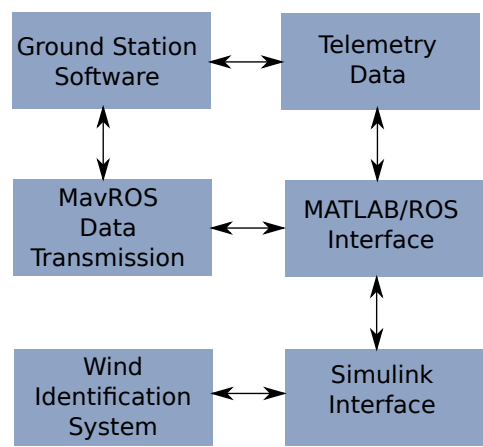 Ground Station
Software
Telemetry
Data
MavROS
Data
Transmission
MATLAB/ROS
Interface
Wind
Identification
System
Simulink
Interface